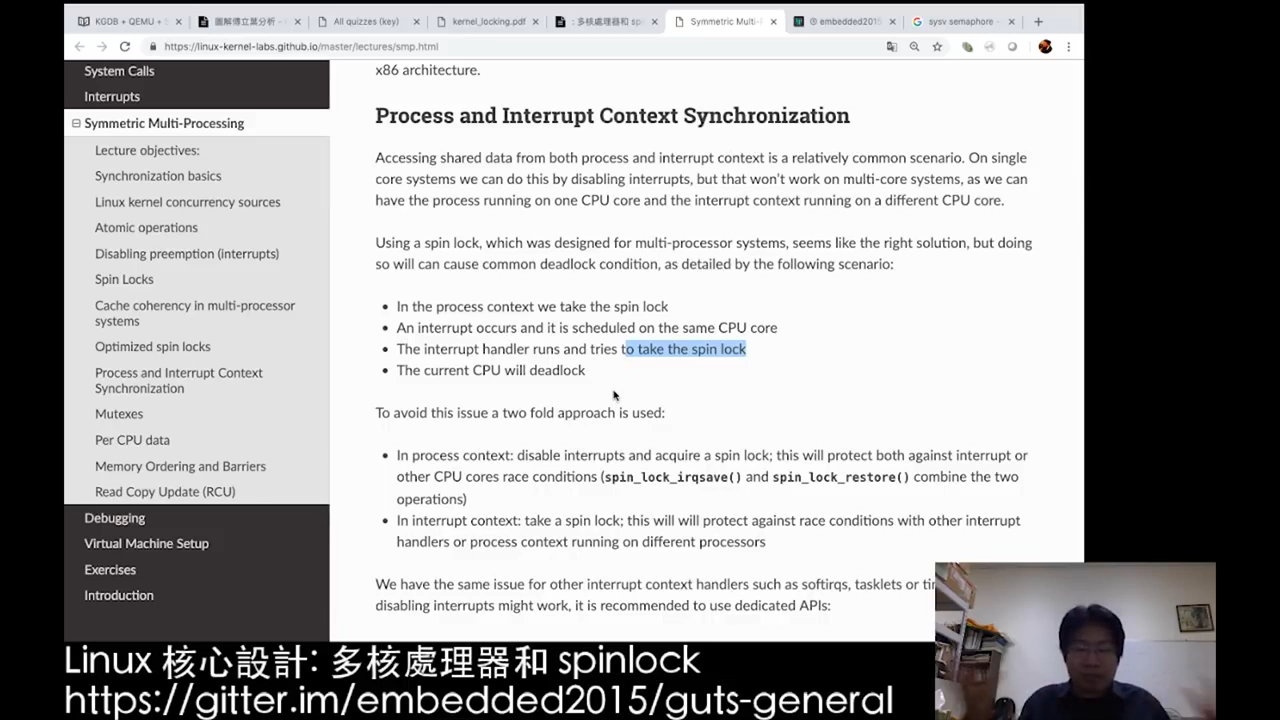 KGDB + QEMU + S
圖解傅立葉分析 -
All quizzes (key)
kernel_locking.pdf
: 多核處理器和 sp
Symmetric Multi-P
embedded2015
sysv semaphore -
https://linux-kernel-labs.github.io/master/lectures/smp.html
System Calls
Interrupts
Symmetric Multi-Processing
Lecture objectives:
Synchronization basics
Linux kernel concurrency sources
Atomic operations
Disabling preemption (interrupts)
Spin Locks
Cache coherency in multi-processor
systems
Optimized spin locks
Process and Interrupt Context
Synchronization
Mutexes
Per CPU data
Memory Ordering and Barriers
Read Copy Update (RCU)
Debugging
Virtual Machine Setup
Exercises
Introduction
x86 architecture.
Process and Interrupt Context Synchronization
Accessing shared data from both process and interrupt context is a relatively common scenario. On single
core systems we can do this by disabling interrupts, but that won't work on multi-core systems, as we can
have the process running on one CPU core and the interrupt context running on a different CPU core.
Using a spin lock, which was designed for multi-processor systems, seems like the right solution, but doing
so will can cause common deadlock condition, as detailed by the following scenario:
• In the process context we take the spin lock
• An interrupt occurs and it is scheduled on the same CPU core
• The interrupt handler runs and tries to take the spin lock
• The current CPU will deadlock
To avoid this issue a two fold approach is used:
• In process context: disable interrupts and acquire a spin lock; this will protect both against interrupt or
other CPU cores race conditions (spin_lock_irqsave() and spin_lock_restore() combine the two
operations)
• In interrupt context: take a spin lock; this will will protect against race conditions with other interrupt
handlers or process context running on different processors
We have the same issue for other interrupt context handlers such as softirqs, tasklets or ti
disabling interrupts might work, it is recommended to use dedicated APIs:
Linux 核心設計: 多核處理器和 spinlock
https://gitter.im/embedded2015/guts-general